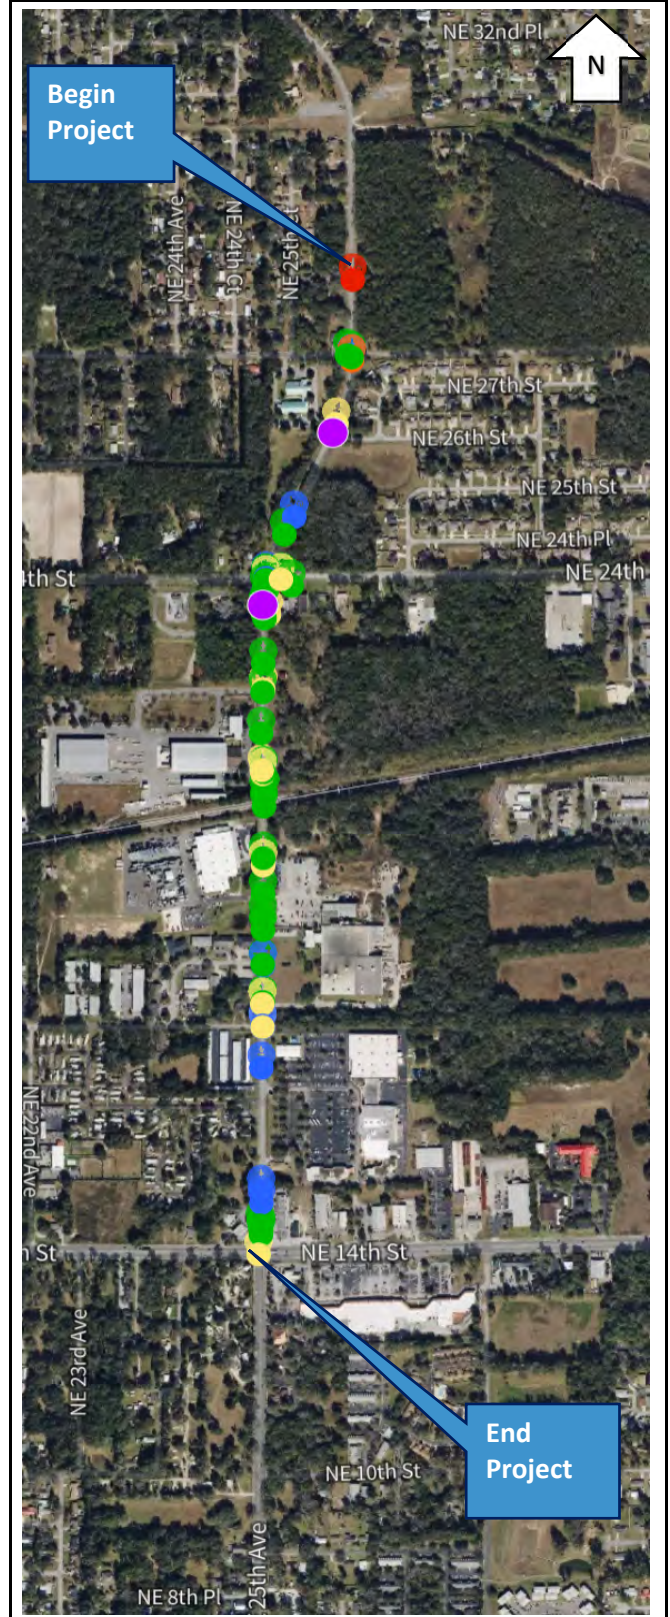 NE 32nd Pl
N
Begin
Project
NE 24th Ave
NE 24th Ct
NE 25th Ct
NE 27th St
NE 26th St
NE 25th St
NE 24th Pl
4th St
NE 24th
NE 22nd Ave
h St
NE 14th St
NE 23rd Ave
End
Project
NE 10th St
25th Ave
NE 8th Pl